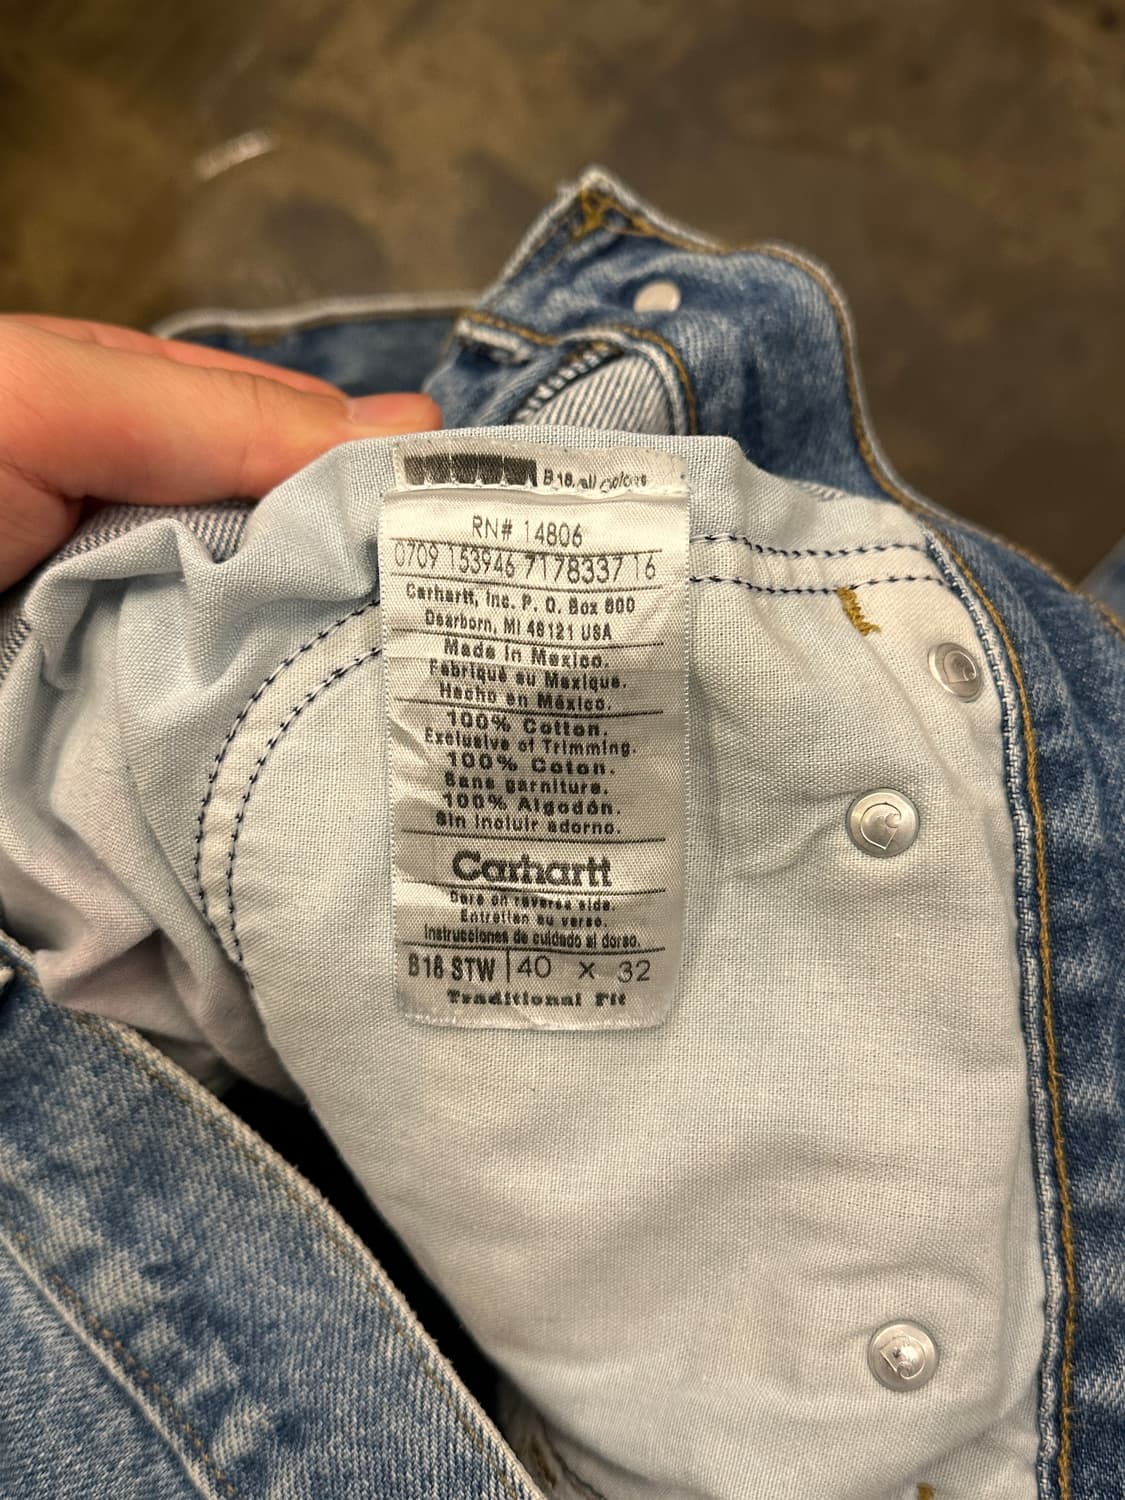 B18, all colors
RN# 14806
0709 153946 7178337 16
Carhartt, Inc. P. O. Box 600
Dearborn, MI 48121 USA
Made in Mexico.
Fabriqué au Mexique.
Hecho en México.
100% Cotton.
Exclusive of Trimming.
100% Coton.
Sans garniture.
100% Algodón.
Sin incluir adorno.
Carhartt
Care on reverse side.
Entretien au verso.
Instrucciones de cuidado al dorso.
B18 STW 40 X 32
Traditional Fit